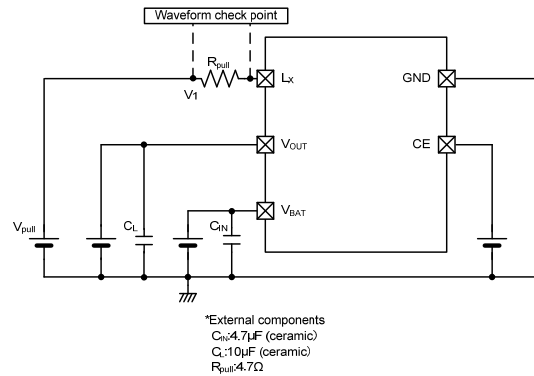 Waveform check point
Rpull
V1
LX
GND
VOUT
CE
VBAT
Vpull
CL
CIN
*External components
CIN:4.7μF (ceramic)
CL:10μF (ceramic)
Rpull:4.7Ω